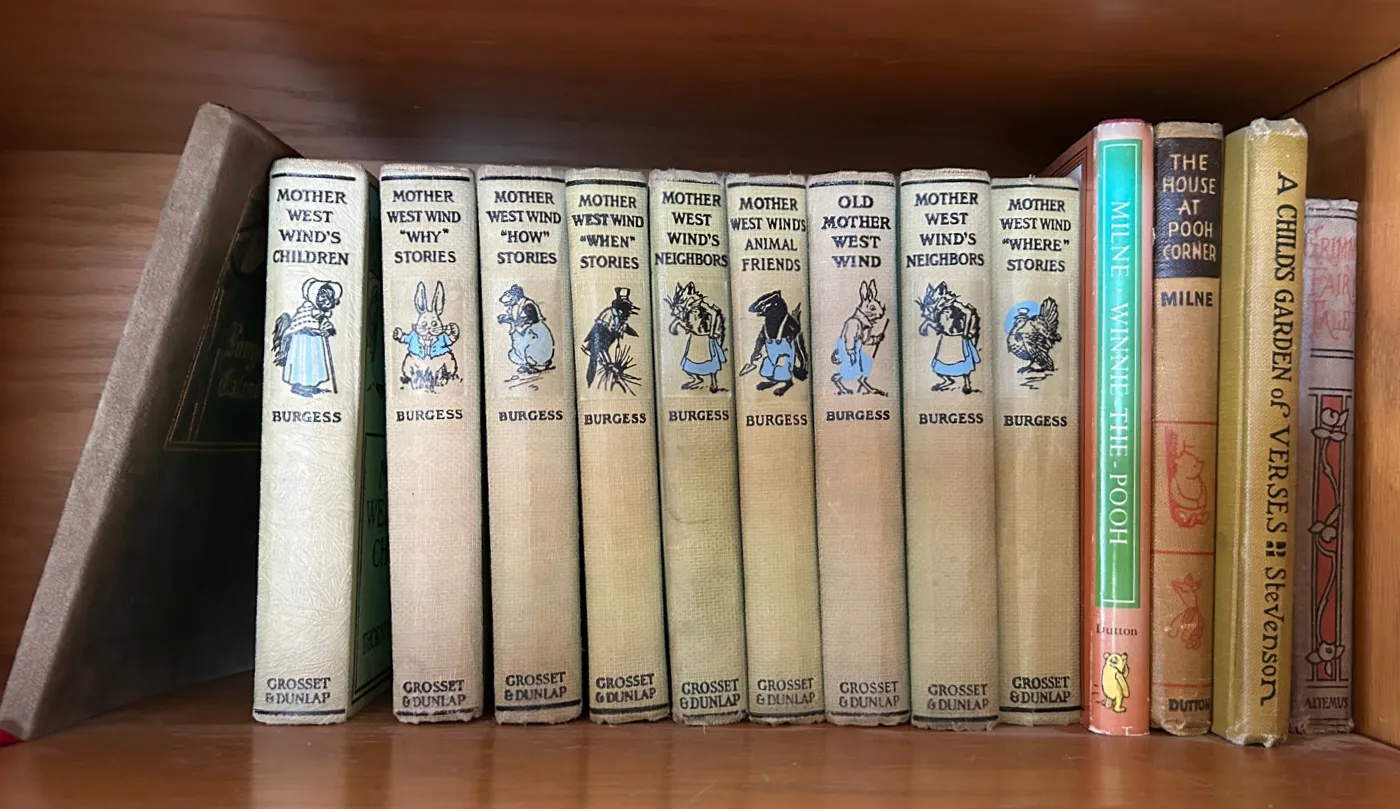 MOTHER
WEST
WIND'S
CHILDREN
BURGESS
GROSSET
& DUNLAP
MOTHER
WEST WIND
"WHY"
STORIES
BURGESS
GROSSET
& DUNLAP
MOTHER
WEST WIND
"HOW"
STORIES
BURGESS
GROSSET
& DUNLAP
MOTHER
WEST WIND
"WHEN"
STORIES
BURGESS
GROSSET
& DUNLAP
MOTHER
WEST
WIND'S
NEIGHBORS
BURGESS
GROSSET
& DUNLAP
MOTHER
WEST WIND'S
ANIMAL
FRIENDS
BURGESS
GROSSET
& DUNLAP
OLD
MOTHER
WEST
WIND
BURGESS
GROSSET
& DUNLAP
MOTHER
WEST
WIND'S
NEIGHBORS
BURGESS
GROSSET
& DUNLAP
MOTHER
WEST WIND
"WHERE"
STORIES
BURGESS
GROSSET
& DUNLAP
MILNE - WINNIE-THE-POOH
Dutton
THE
HOUSE
AT
POOH
CORNER
MILNE
DUTTON
A CHILD'S GARDEN of VERSES :: Stevenson
FAIRY
ALTEMUS